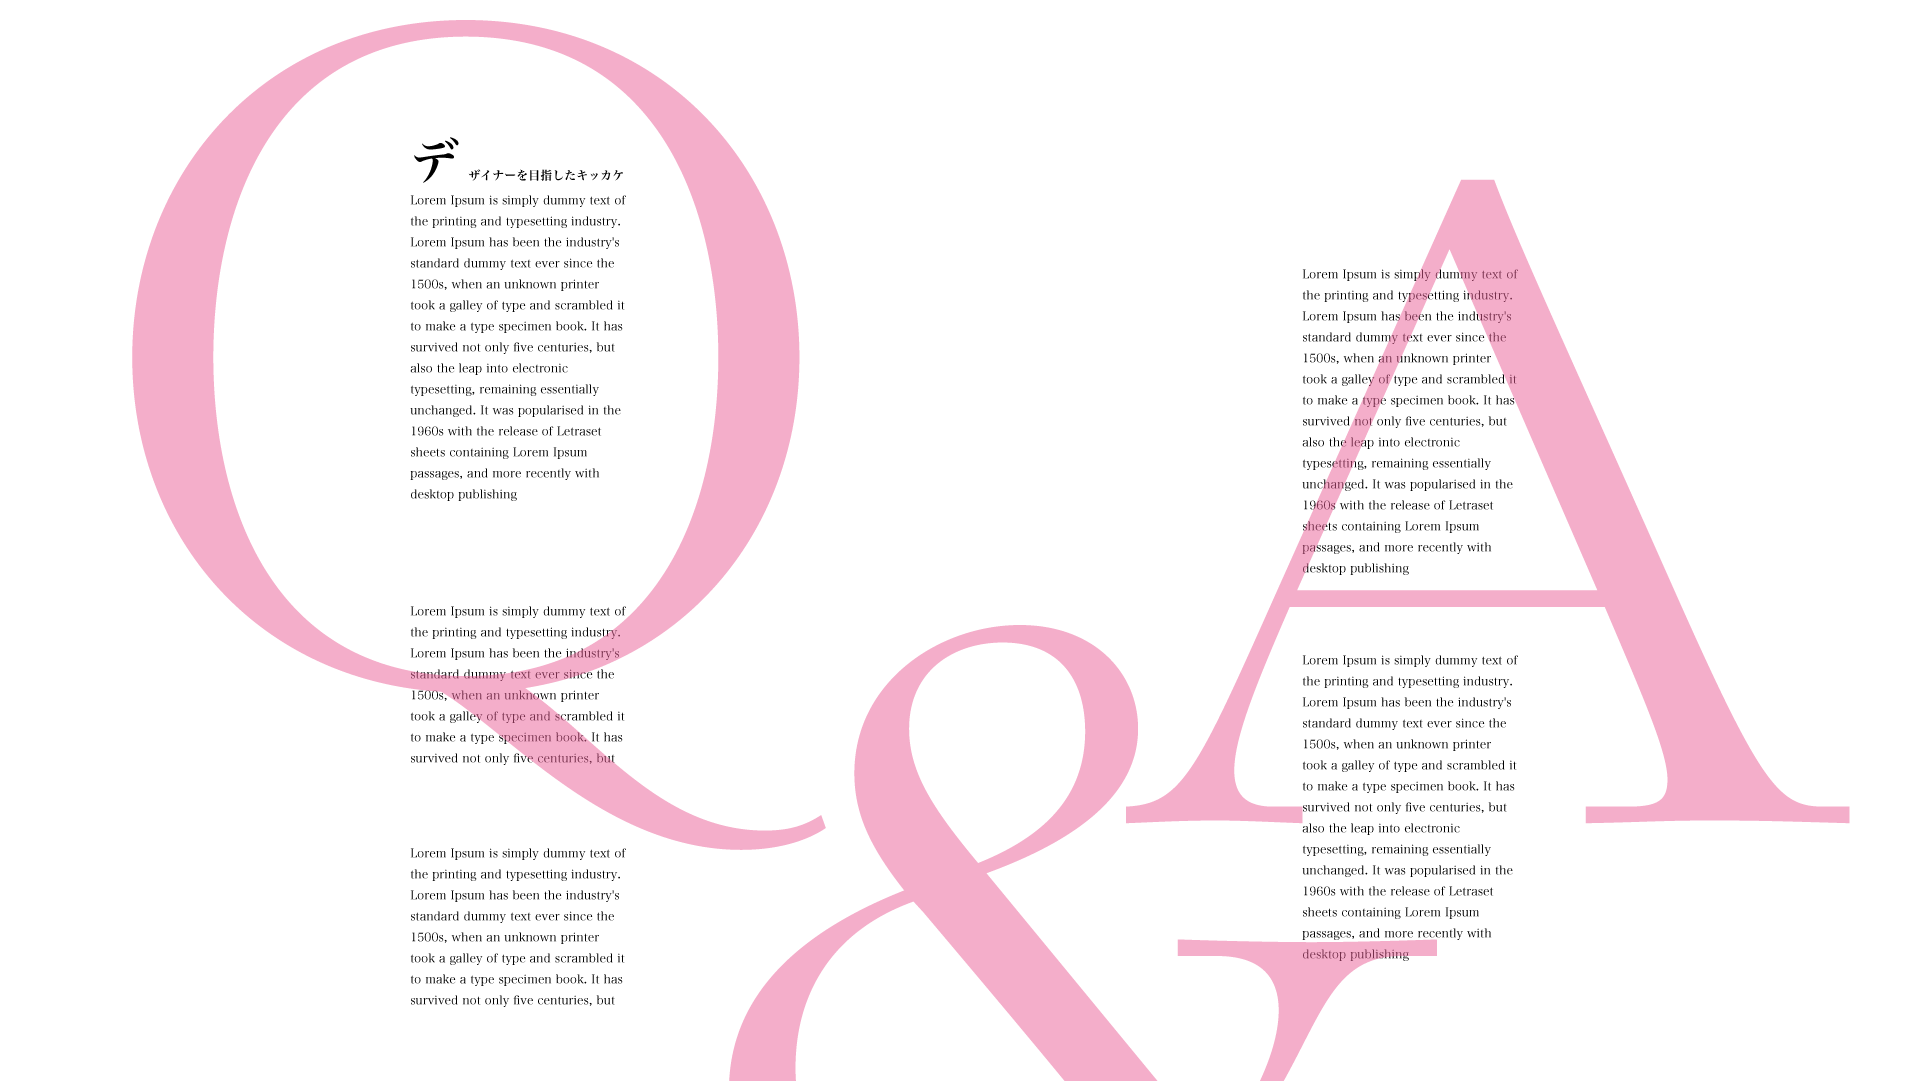 Q & A
デザイナーを目指したキッカケ
Lorem Ipsum is simply dummy text of
the printing and typesetting industry.
Lorem Ipsum has been the industry's
standard dummy text ever since the
1500s, when an unknown printer
took a galley of type and scrambled it
to make a type specimen book. It has
survived not only five centuries, but
also the leap into electronic
typesetting, remaining essentially
unchanged. It was popularised in the
1960s with the release of Letraset
sheets containing Lorem Ipsum
passages, and more recently with
desktop publishing
Lorem Ipsum is simply dummy text of
the printing and typesetting industry.
Lorem Ipsum has been the industry's
standard dummy text ever since the
1500s, when an unknown printer
took a galley of type and scrambled it
to make a type specimen book. It has
survived not only five centuries, but
Lorem Ipsum is simply dummy text of
the printing and typesetting industry.
Lorem Ipsum has been the industry's
standard dummy text ever since the
1500s, when an unknown printer
took a galley of type and scrambled it
to make a type specimen book. It has
survived not only five centuries, but
Lorem Ipsum is simply dummy text of
the printing and typesetting industry.
Lorem Ipsum has been the industry's
standard dummy text ever since the
1500s, when an unknown printer
took a galley of type and scrambled it
to make a type specimen book. It has
survived not only five centuries, but
also the leap into electronic
typesetting, remaining essentially
unchanged. It was popularised in the
1960s with the release of Letraset
sheets containing Lorem Ipsum
passages, and more recently with
desktop publishing
Lorem Ipsum is simply dummy text of
the printing and typesetting industry.
Lorem Ipsum has been the industry's
standard dummy text ever since the
1500s, when an unknown printer
took a galley of type and scrambled it
to make a type specimen book. It has
survived not only five centuries, but
also the leap into electronic
typesetting, remaining essentially
unchanged. It was popularised in the
1960s with the release of Letraset
sheets containing Lorem Ipsum
passages, and more recently with
desktop publishing